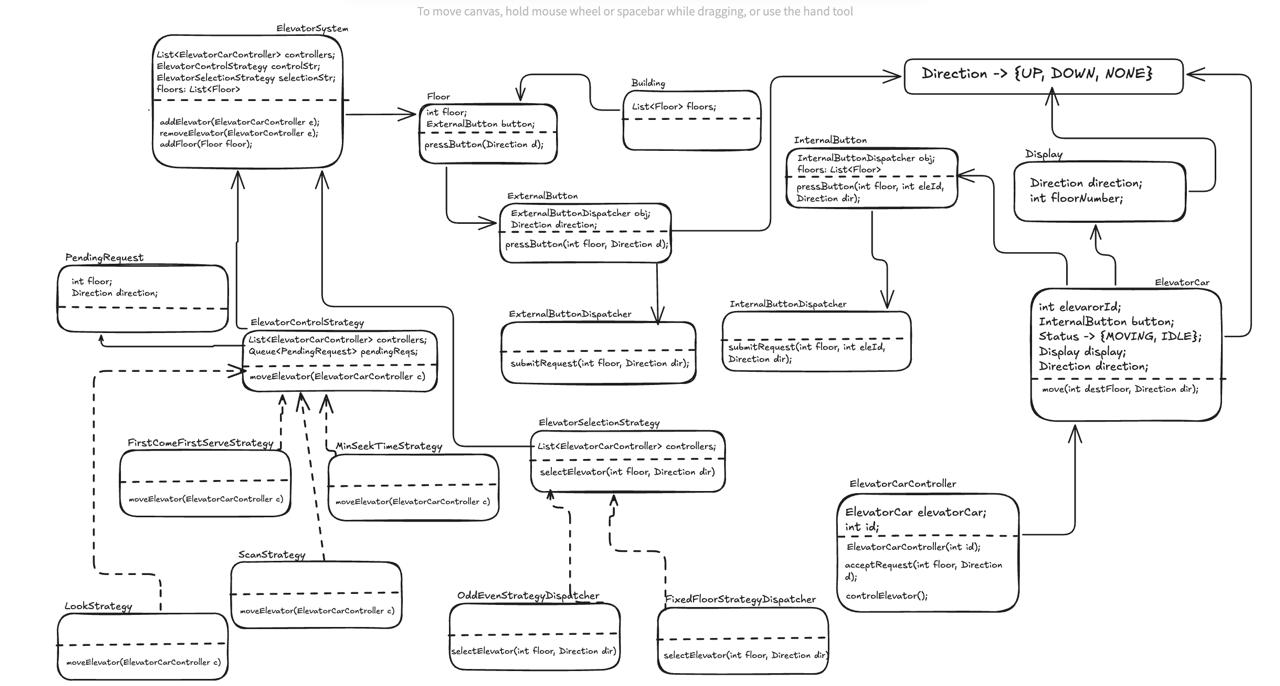 To move canvas, hold mouse wheel or spacebar while dragging, or use the hand tool
ElevatorSystem
List<ElevatorCarController> controllers;
ElevatorControlStrategy controlStr;
ElevatorSelectionStrategy selectionStr;
floors: List<Floor>
addElevator(ElevatorCarController e);
removeElevator(ElevatorController e);
addFloor(Floor floor);
Floor
int floor;
ExternalButton button;
pressButton(Direction d);
Building
List<Floor> floors;
Direction -> {UP, DOWN, NONE}
InternalButton
InternalButtonDispatcher obj;
floors: List<Floor>
pressButton(int floor, int eleId,
Direction dir);
Display
Direction direction;
int floorNumber;
ExternalButton
ExternalButtonDispatcher obj;
Direction direction;
pressButton(int floor, Direction d);
PendingRequest
int floor;
Direction direction;
ElevatorCar
int elevarorId;
InternalButton button;
Status -> {MOVING, IDLE};
Display display;
Direction direction;
move(int destFloor, Direction dir);
InternalButtonDispatcher
submitRequest(int floor, int eleId,
Direction dir);
ExternalButtonDispatcher
submitRequest(int floor, Direction dir);
ElevatorControlStrategy
List<ElevatorCarController> controllers;
Queue<PendingRequest> pendingReqs;
moveElevator(ElevatorCarController c)
ElevatorSelectionStrategy
List<ElevatorCarController> controllers;
selectElevator(int floor, Direction dir)
FirstComeFirstServeStrategy
moveElevator(ElevatorCarController c)
MinSeekTimeStrategy
moveElevator(ElevatorCarController c)
ElevatorCarController
ElevatorCar elevatorCar;
int id;
ElevatorCarController(int id);
acceptRequest(int floor, Direction
d);
controlElevator();
ScanStrategy
moveElevator(ElevatorCarController c)
LookStrategy
moveElevator(ElevatorCarController c)
OddEvenStrategyDispatcher
selectElevator(int floor, Direction dir)
FixedFloorStrategyDispatcher
selectElevator(int floor, Direction dir)